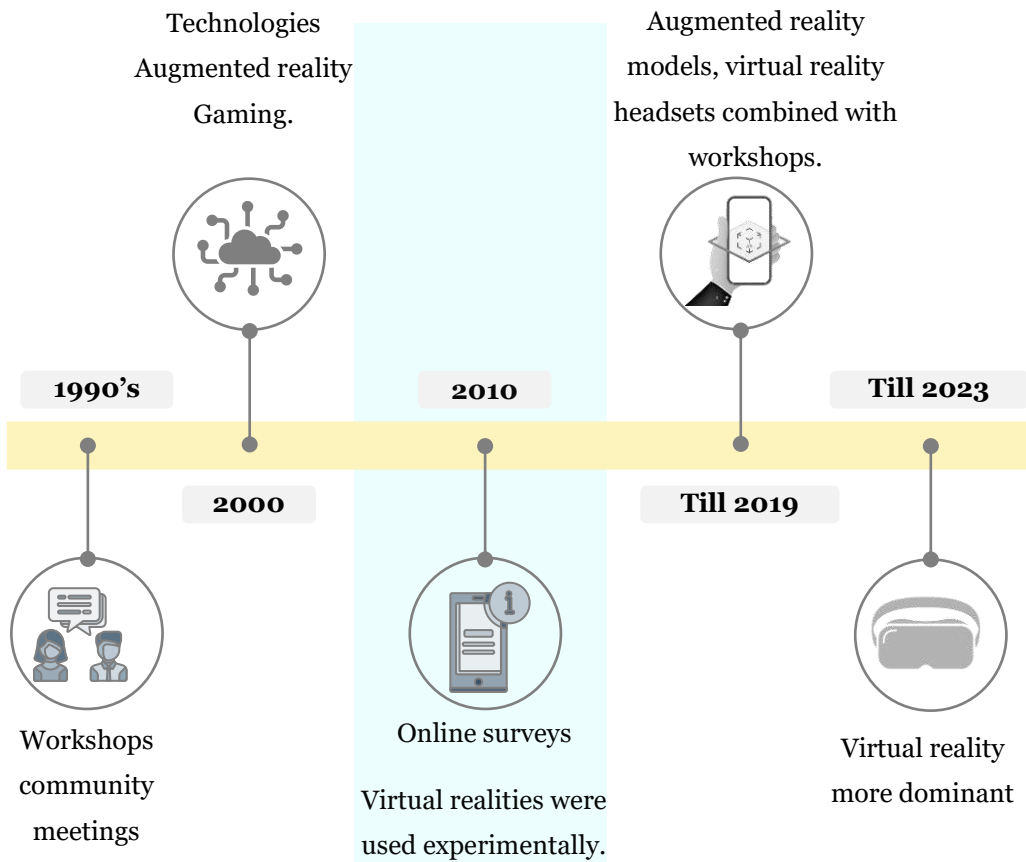 Technologies
Augmented reality
Gaming.
Augmented reality
models, virtual reality
headsets combined with
workshops.
1990’s
2010
Till 2023
2000
Till 2019
i
Workshops
community
meetings
Online surveys
Virtual realities were
used experimentally.
Virtual reality
more dominant